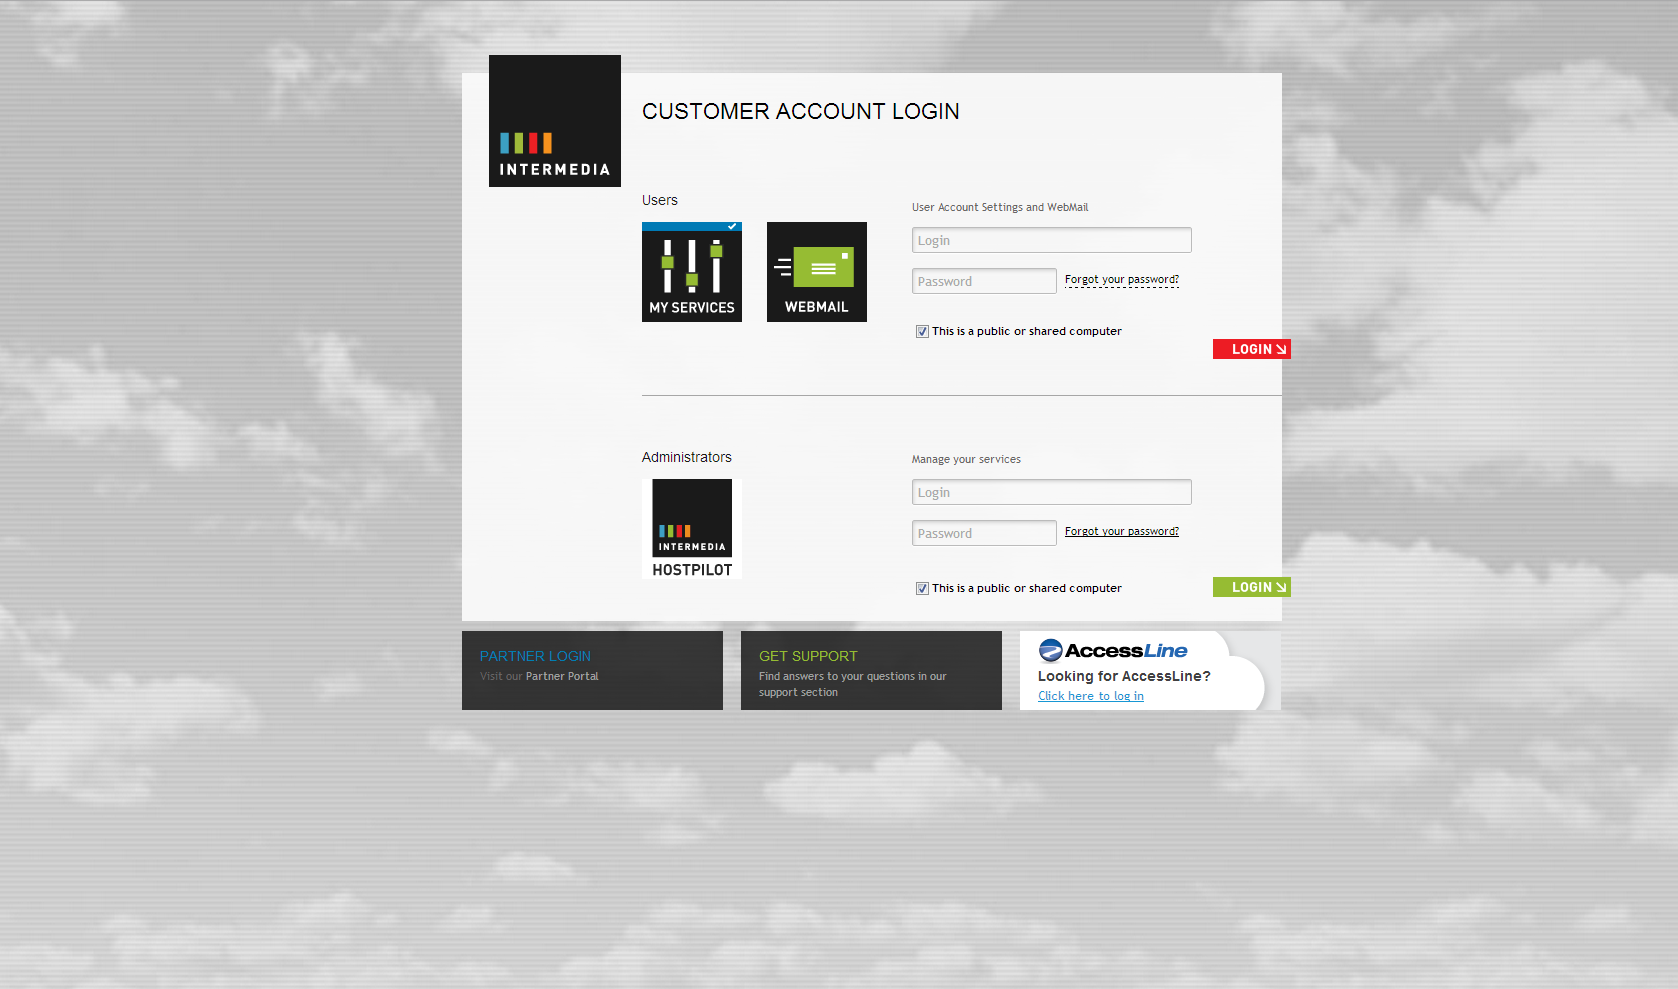 INTERMEDIA
CUSTOMER ACCOUNT LOGIN
Users
MY SERVICES
WEBMAIL
User Account Settings and WebMail
Login
Password
Forgot your password?
This is a public or shared computer
LOGIN
Administrators
INTERMEDIA
HOSTPILOT
Manage your services
Login
Password
Forgot your password?
This is a public or shared computer
LOGIN
PARTNER LOGIN
Visit our Partner Portal
GET SUPPORT
Find answers to your questions in our
support section
AccessLine
Looking for AccessLine?
Click here to log in